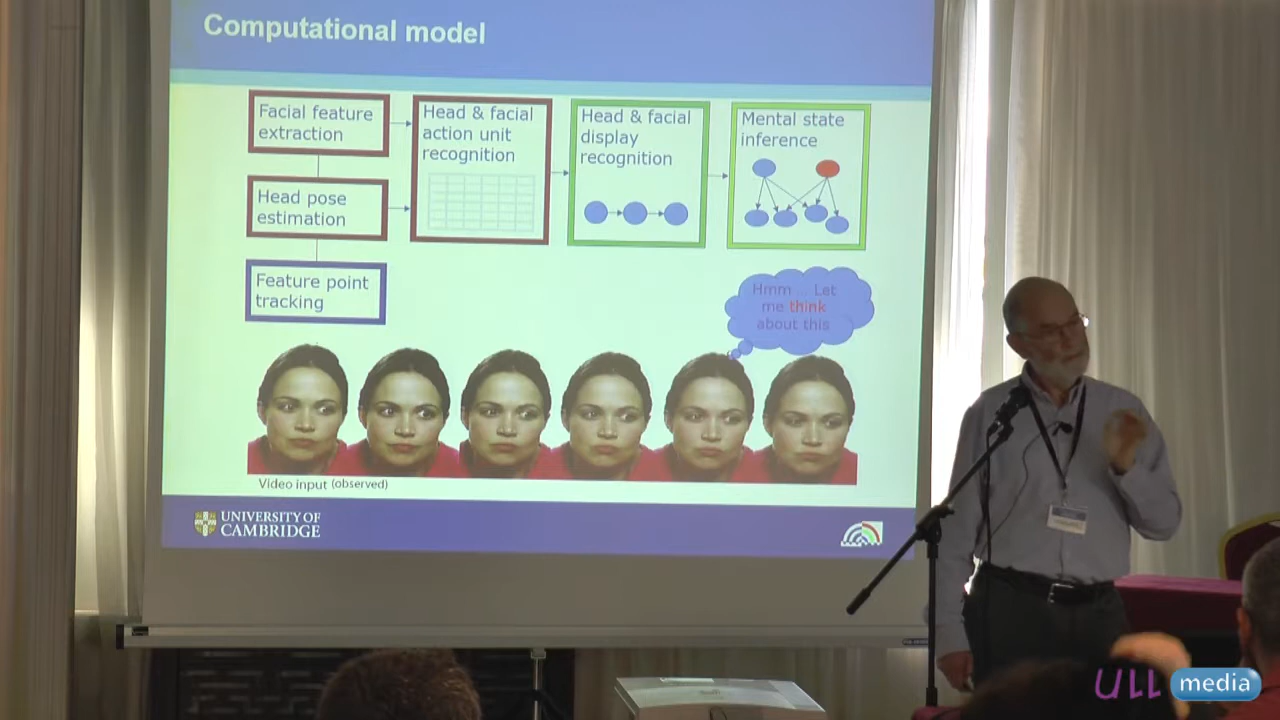 Computational model
Facial feature
extraction
Head & facial
action unit
recognition
Head & facial
display
recognition
Mental state
inference
Head pose
estimation
Feature point
tracking
Hmm ... Let
me think
about this
Video input (observed)
UNIVERSITY OF
CAMBRIDGE
ULL media